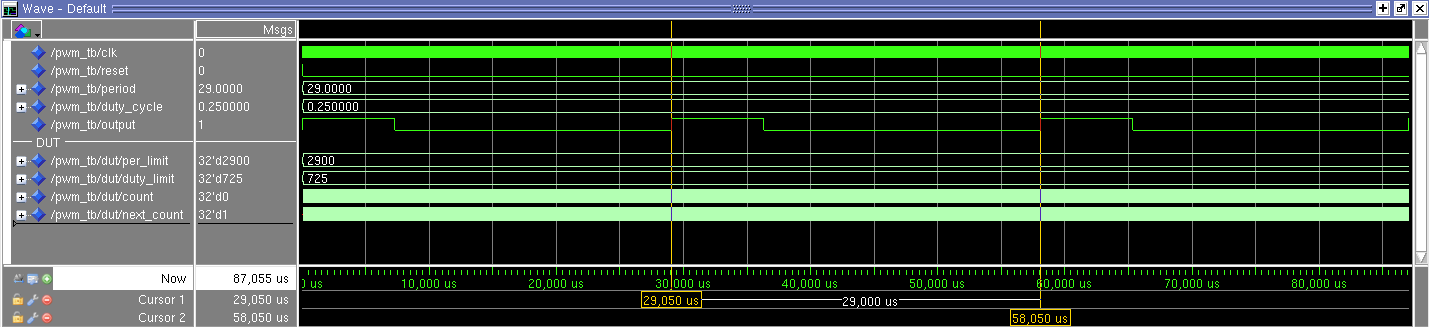 Wave - Default
Msgs
/pwm_tb/clk 0
/pwm_tb/reset 0
/pwm_tb/period 29.0000 29.0000
/pwm_tb/duty_cycle 0.250000 0.250000
/pwm_tb/output 1
DUT
/pwm_tb/dut/per_limit 32'd2900 2900
/pwm_tb/dut/duty_limit 32'd725 725
/pwm_tb/dut/count 32'd0
/pwm_tb/dut/next_count 32'd1
Now 87,055 us 0 us 10,000 us 20,000 us 30,000 us 40,000 us 50,000 us 60,000 us 70,000 us 80,000 us
Cursor 1 29,050 us 29,050 us 29,000 us
Cursor 2 58,050 us 58,050 us